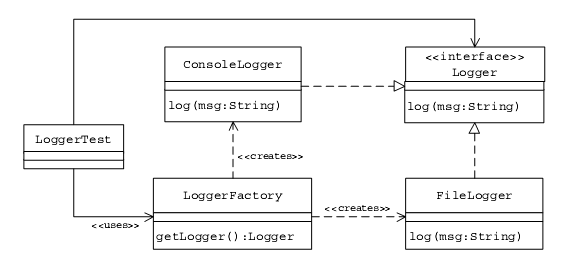 ConsoleLogger
log(msg:String)
<<interface>>
Logger
log(msg:String)
LoggerTest
<<creates>>
<<uses>>
LoggerFactory
getLogger():Logger
<<creates>>
FileLogger
log(msg:String)